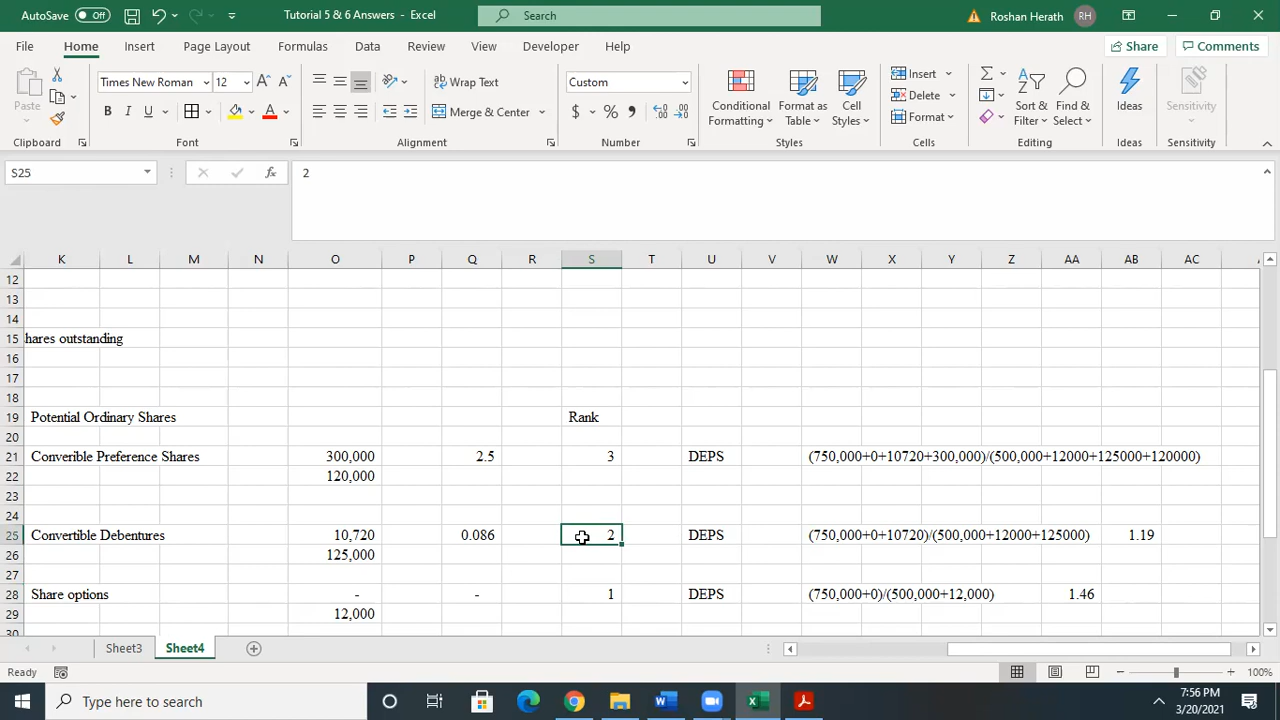 AutoSave Off Tutorial 5 & 6 Answers - Excel Search Roshan Herath RH
File Home Insert Page Layout Formulas Data Review View Developer Help Share Comments
Paste Times New Roman 12 A A Wrap Text Custom Conditional Formatting Format as Table Cell Styles Insert Delete Format Sort & Filter Find & Select Ideas Sensitivity
B I U A Merge & Center $ %
Clipboard Font Alignment Number Styles Cells Editing Ideas Sensitivity
S25 fx 2
K L M N O P Q R S T U V W X Y Z AA AB AC
12
13
14
15 hares outstanding
16
17
18
19 Potential Ordinary Shares Rank
20
21 Converible Preference Shares 300,000 2.5 3 DEPS (750,000+0+10720+300,000)/(500,000+12000+125000+120000)
22 120,000
23
24
25 Convertible Debentures 10,720 0.086 2 DEPS (750,000+0+10720)/(500,000+12000+125000) 1.19
26 125,000
27
28 Share options - - 1 DEPS (750,000+0)/(500,000+12,000) 1.46
29 12,000
30
Sheet3 Sheet4
Ready 100%
Type here to search 7:56 PM
3/20/2021